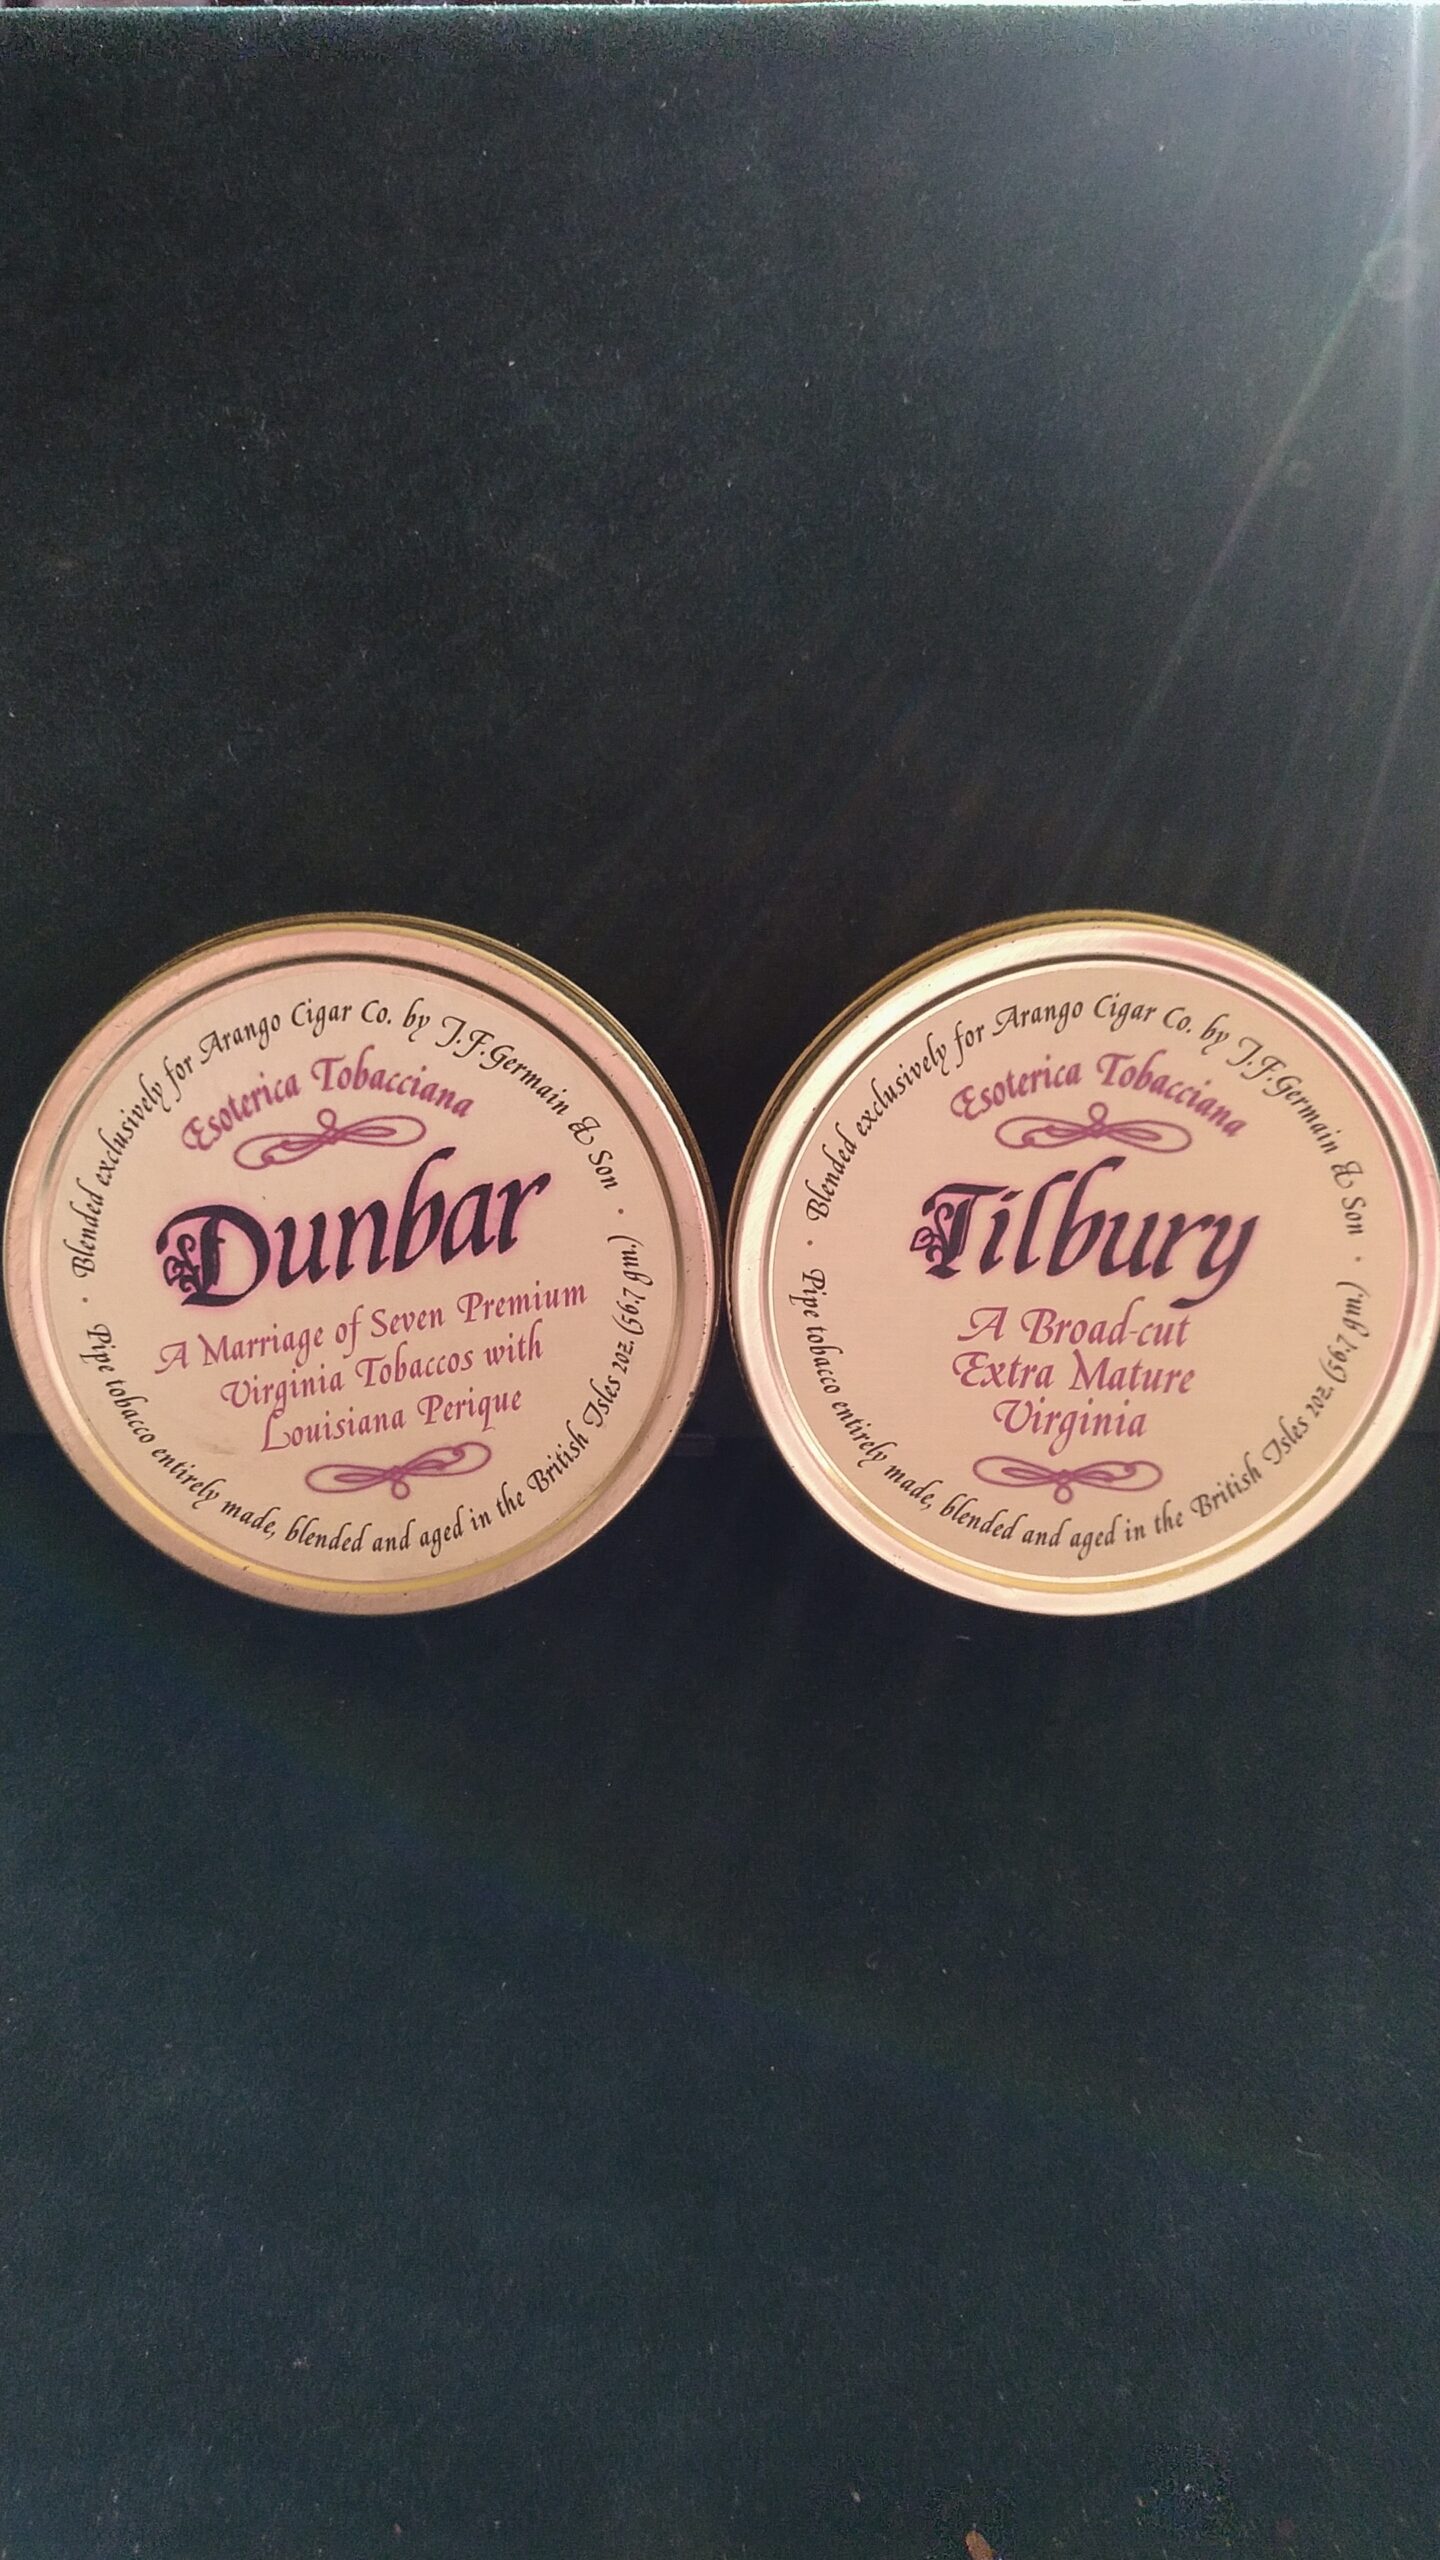 Blended exclusively for Arango Cigar Co. by J.F.Germain & Son ·
Esoterica Tobacciana
Dunbar
A Marriage of Seven Premium
Virginia Tobaccos with
Louisiana Perique
· Pipe tobacco entirely made, blended and aged in the British Isles 2oz.(56.7 gm.)
Blended exclusively for Arango Cigar Co. by J.F.Germain & Son ·
Esoterica Tobacciana
Tilbury
A Broad-cut
Extra Mature
Virginia
· Pipe tobacco entirely made, blended and aged in the British Isles 2oz.(56.7 gm.)